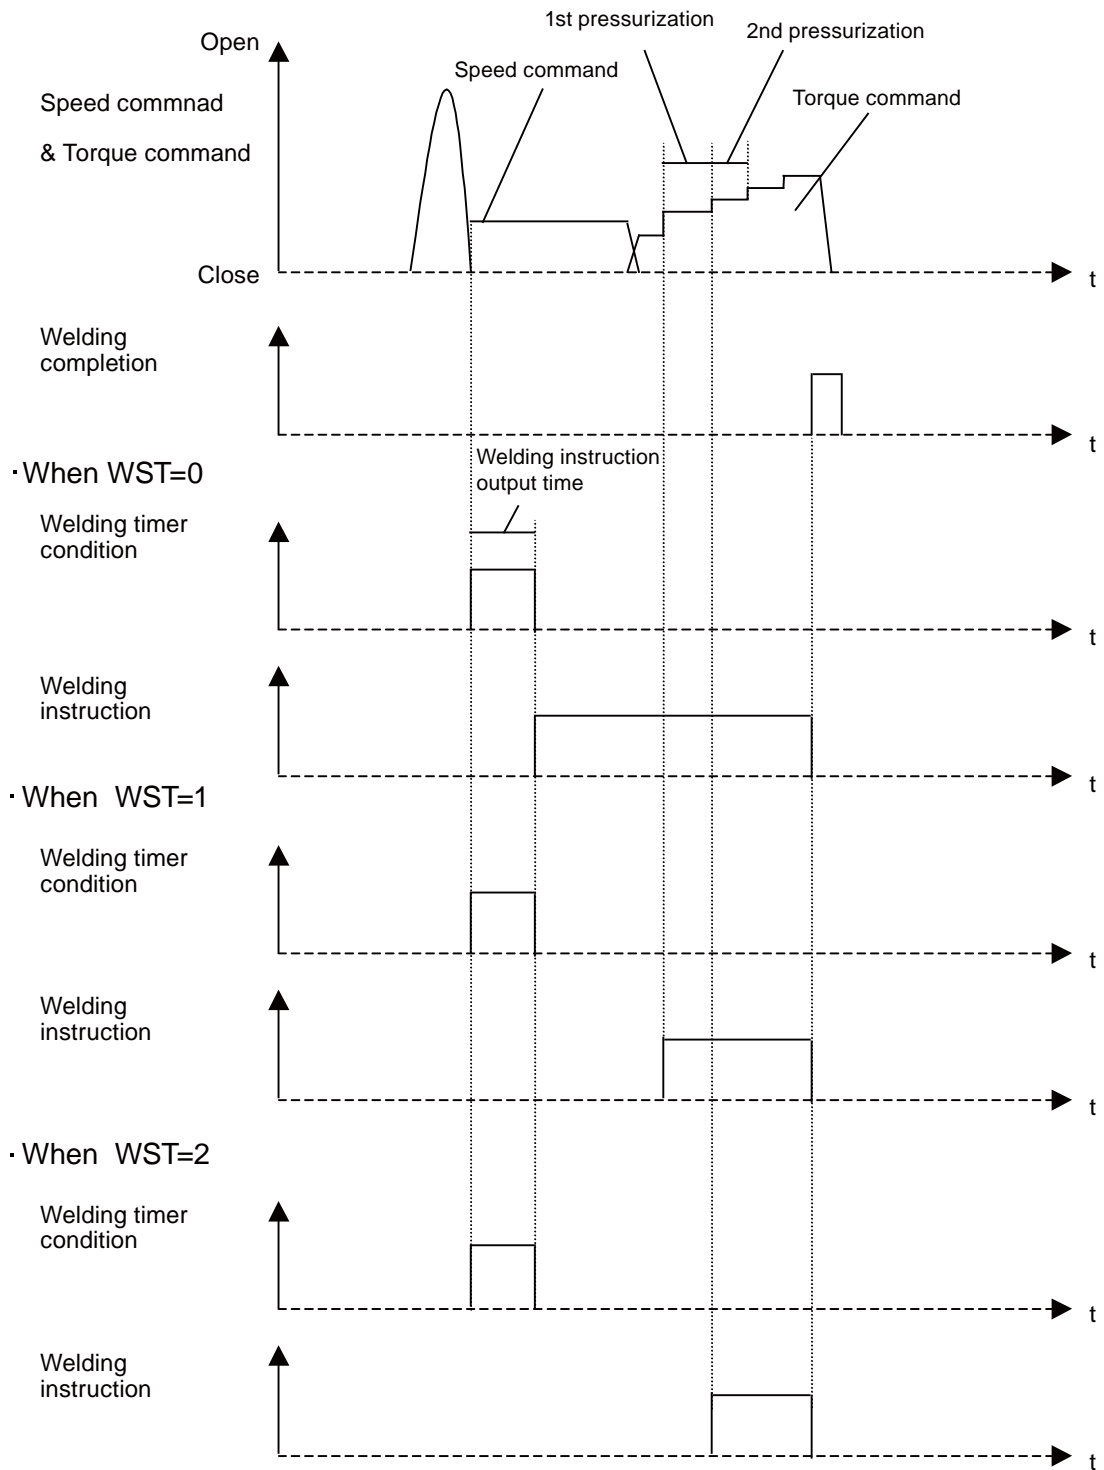 1st pressurization
2nd pressurization
Open
Speed command
Speed commnad
Torque command
& Torque command
Close
t
Welding
completion
t
·When WST=0
Welding instruction
output time
Welding timer
condition
t
Welding
instruction
t
·When WST=1
Welding timer
condition
t
Welding
instruction
t
·When WST=2
Welding timer
condition
t
Welding
instruction
t